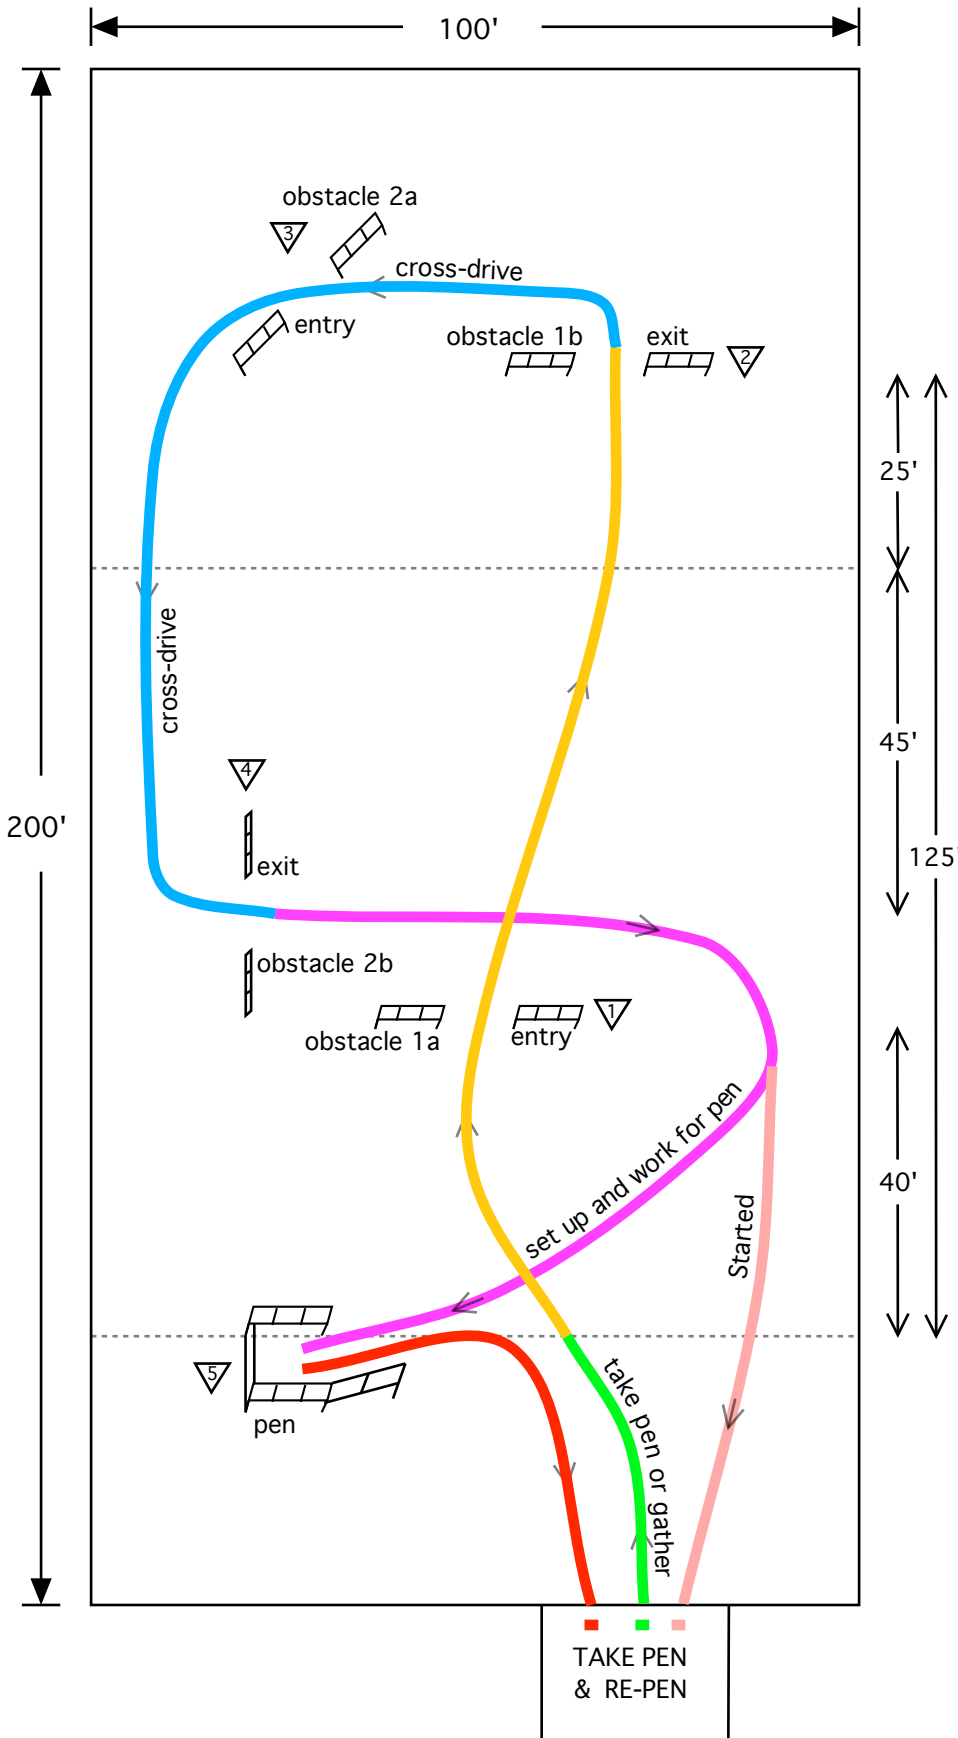 100'
obstacle 2a
3
cross-drive
entry
obstacle 1b
exit
2
25'
cross-drive
45'
4
200'
125'
exit
obstacle 2b
1
obstacle 1a
entry
set up and work for pen
40'
Started
5
pen
take pen or gather
TAKE PEN
& RE-PEN